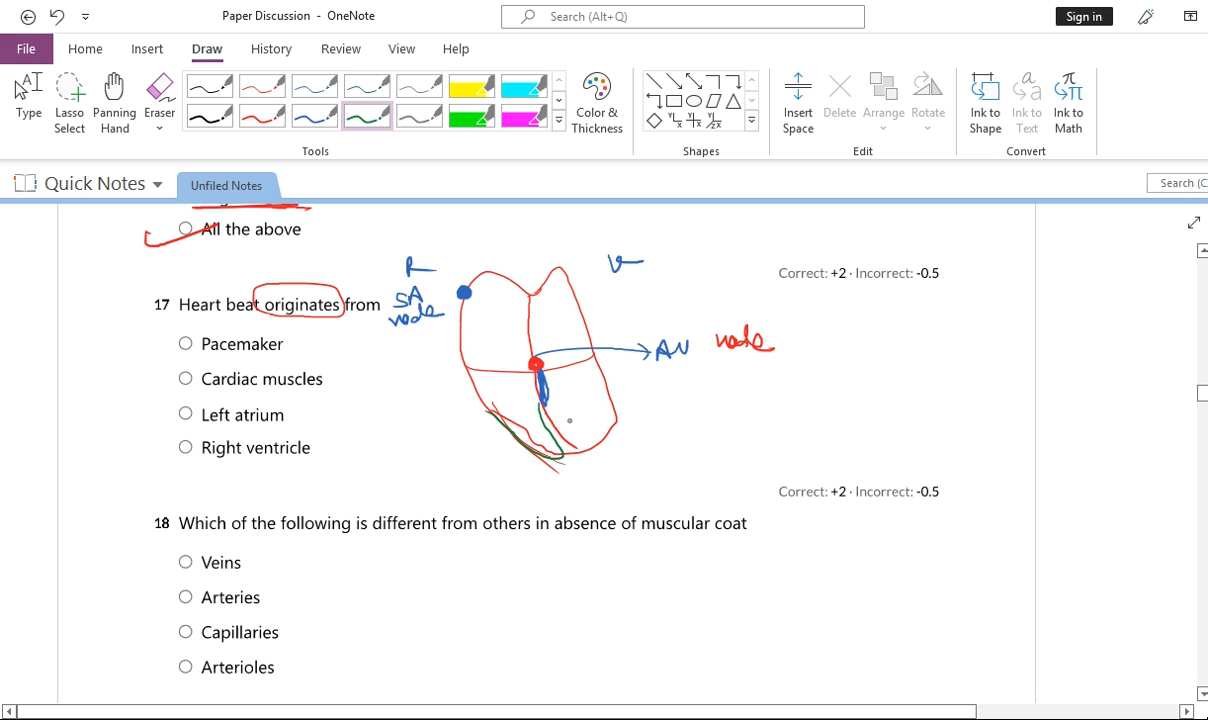 Paper Discussion - OneNote
Search (Alt+Q)
Sign in
File Home Insert Draw History Review View Help
Type
Lasso Select
Panning Hand
Eraser
Color & Thickness
Insert Space
Delete
Arrange
Rotate
Ink to Shape
Ink to Text
Ink to Math
Tools
Shapes
Edit
Convert
Quick Notes
Unfiled Notes
Search (C
All the above
Correct: +2 · Incorrect: -0.5
17 Heart beat originates from
R
SA
node
AV node
Pacemaker
Cardiac muscles
Left atrium
Right ventricle
Correct: +2 · Incorrect: -0.5
18 Which of the following is different from others in absence of muscular coat
Veins
Arteries
Capillaries
Arterioles